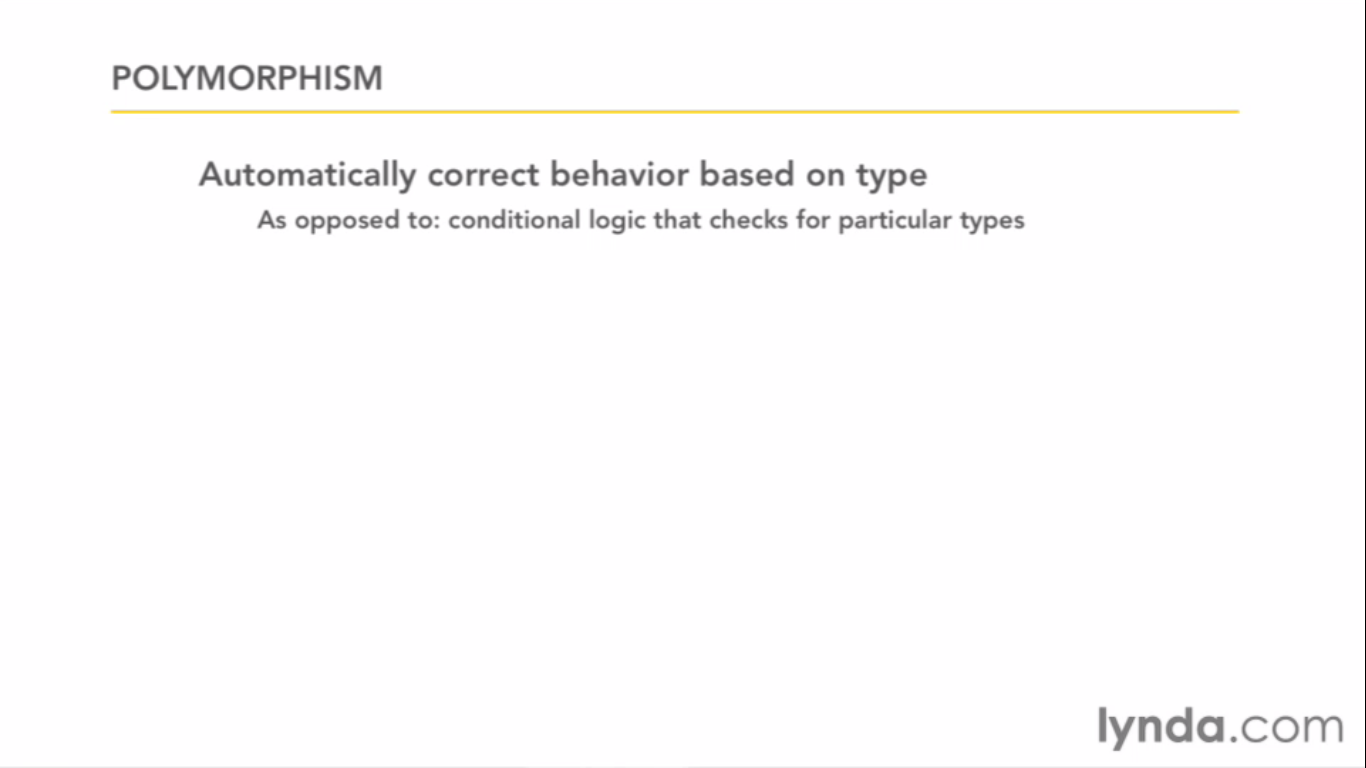 POLYMORPHISM
Automatically correct behavior based on type
As opposed to: conditional logic that checks for particular types
lynda.com